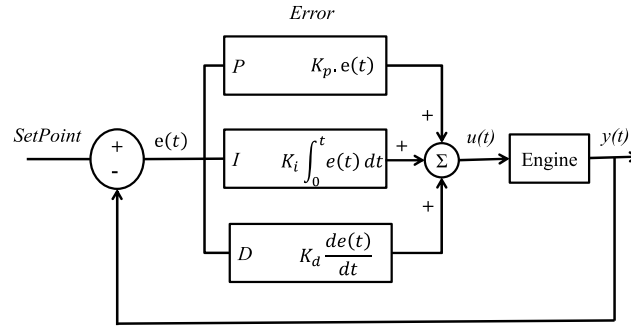 Error
P K_p. e(t)
SetPoint
+
-
e(t)
I K_i ∫_0^t e(t) dt
+
+
+
Σ
u(t)
Engine
y(t)
D K_d de(t)/dt